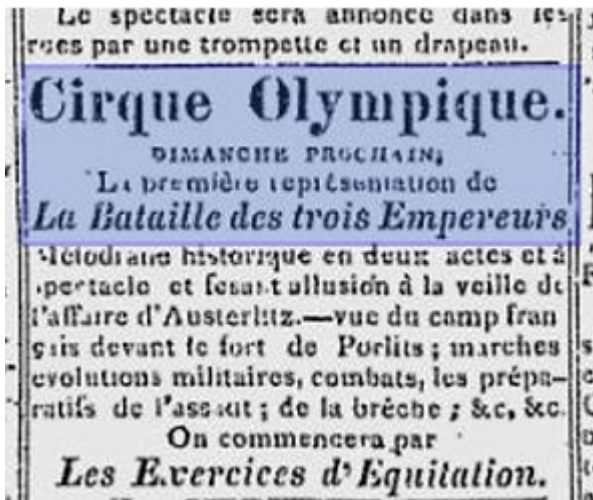 Le spectacle sera annoncé dans les
rues par une trompette et un drapeau.
Cirque Olympique.
DIMANCHE PROCHAIN,
La première représentation de
La Bataille des trois Empereurs
Mélodrame historique en deux actes et à
spectacle et fesant allusion à la veille de
l'affaire d'Austerlitz.—vue du camp fran
çais devant le fort de Porlits ; marches
evolutions militaires, combats, les prépa-
ratifs de l'assaut ; de la brèche ; &c, &c.
On commencera par
Les Exercices d'Equitation.